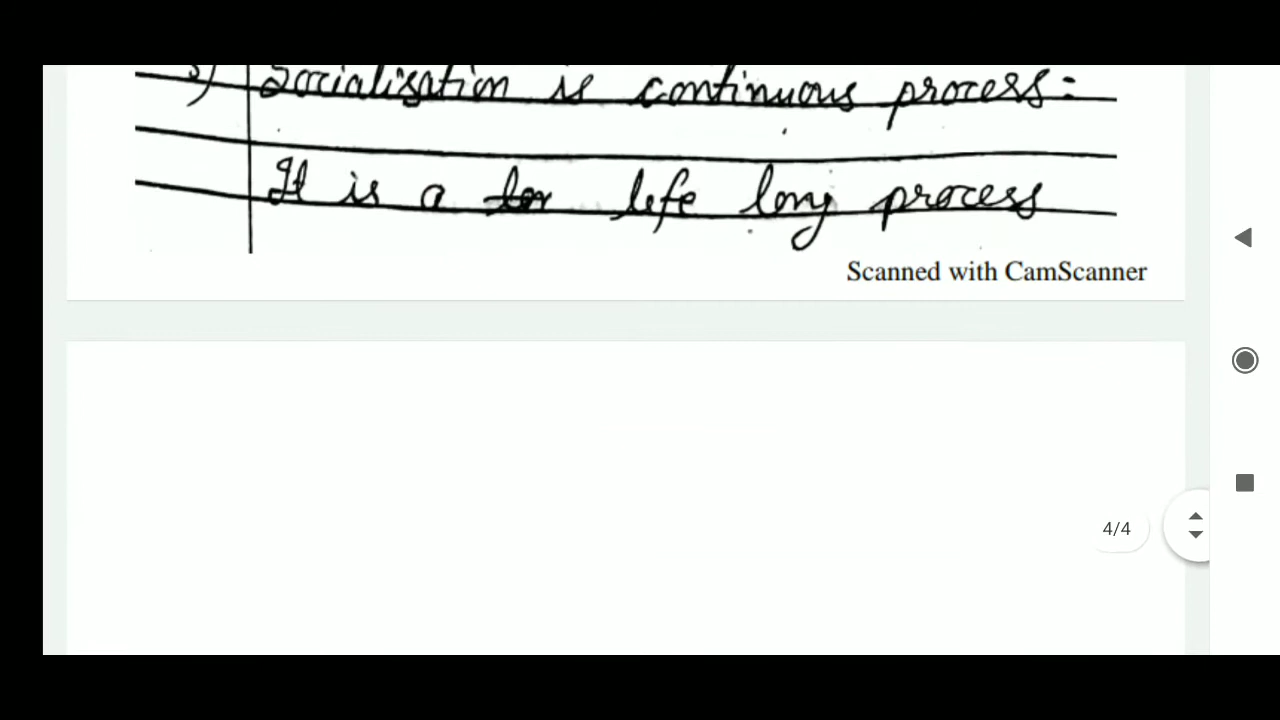 Socialisation is continuous process:
It is a life long process
Scanned with CamScanner
4/4